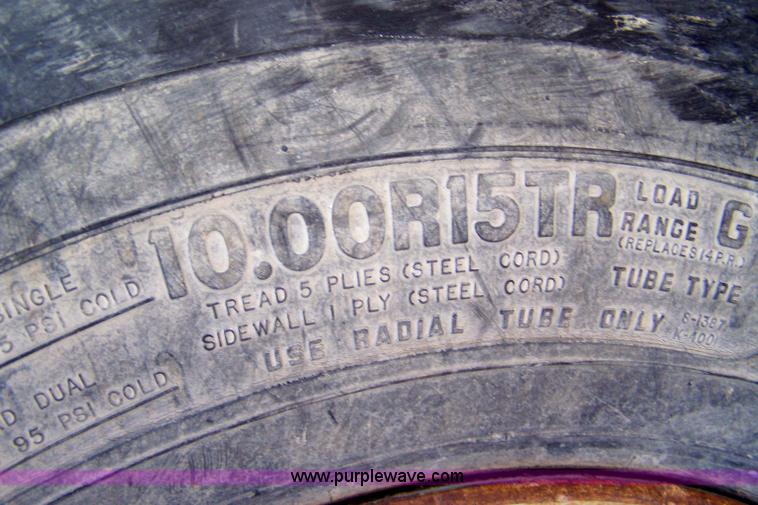 10.00R15TR
LOAD
RANGE G
(REPLACES 14 P.R.)
TREAD 5 PLIES (STEEL CORD)
SIDEWALL 1 PLY (STEEL CORD)
TUBE TYPE
USE RADIAL TUBE ONLY
SINGLE
5 PSI COLD
D DUAL
95 PSI COLD
www.purplewave.com